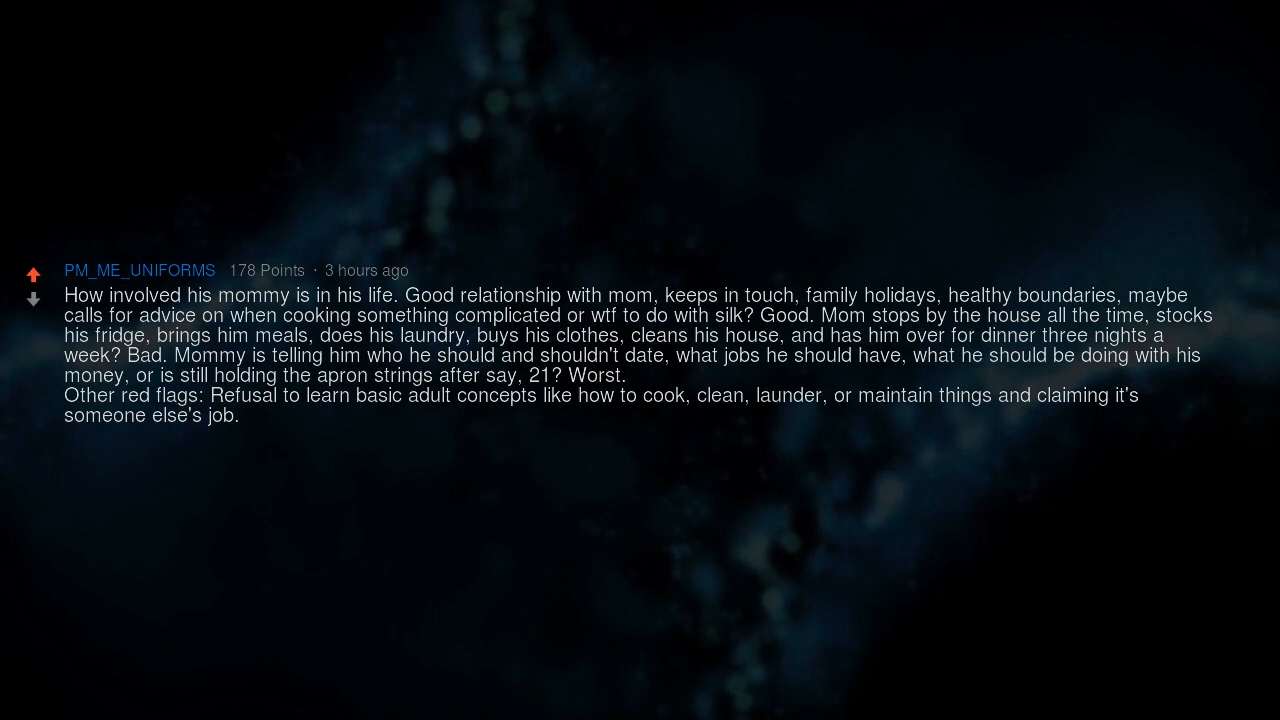 PM_ME_UNIFORMS 178 Points · 3 hours ago
How involved his mommy is in his life. Good relationship with mom, keeps in touch, family holidays, healthy boundaries, maybe
calls for advice on when cooking something complicated or wtf to do with silk? Good. Mom stops by the house all the time, stocks
his fridge, brings him meals, does his laundry, buys his clothes, cleans his house, and has him over for dinner three nights a
week? Bad. Mommy is telling him who he should and shouldn't date, what jobs he should have, what he should be doing with his
money, or is still holding the apron strings after say, 21? Worst.
Other red flags: Refusal to learn basic adult concepts like how to cook, clean, launder, or maintain things and claiming it's
someone else's job.